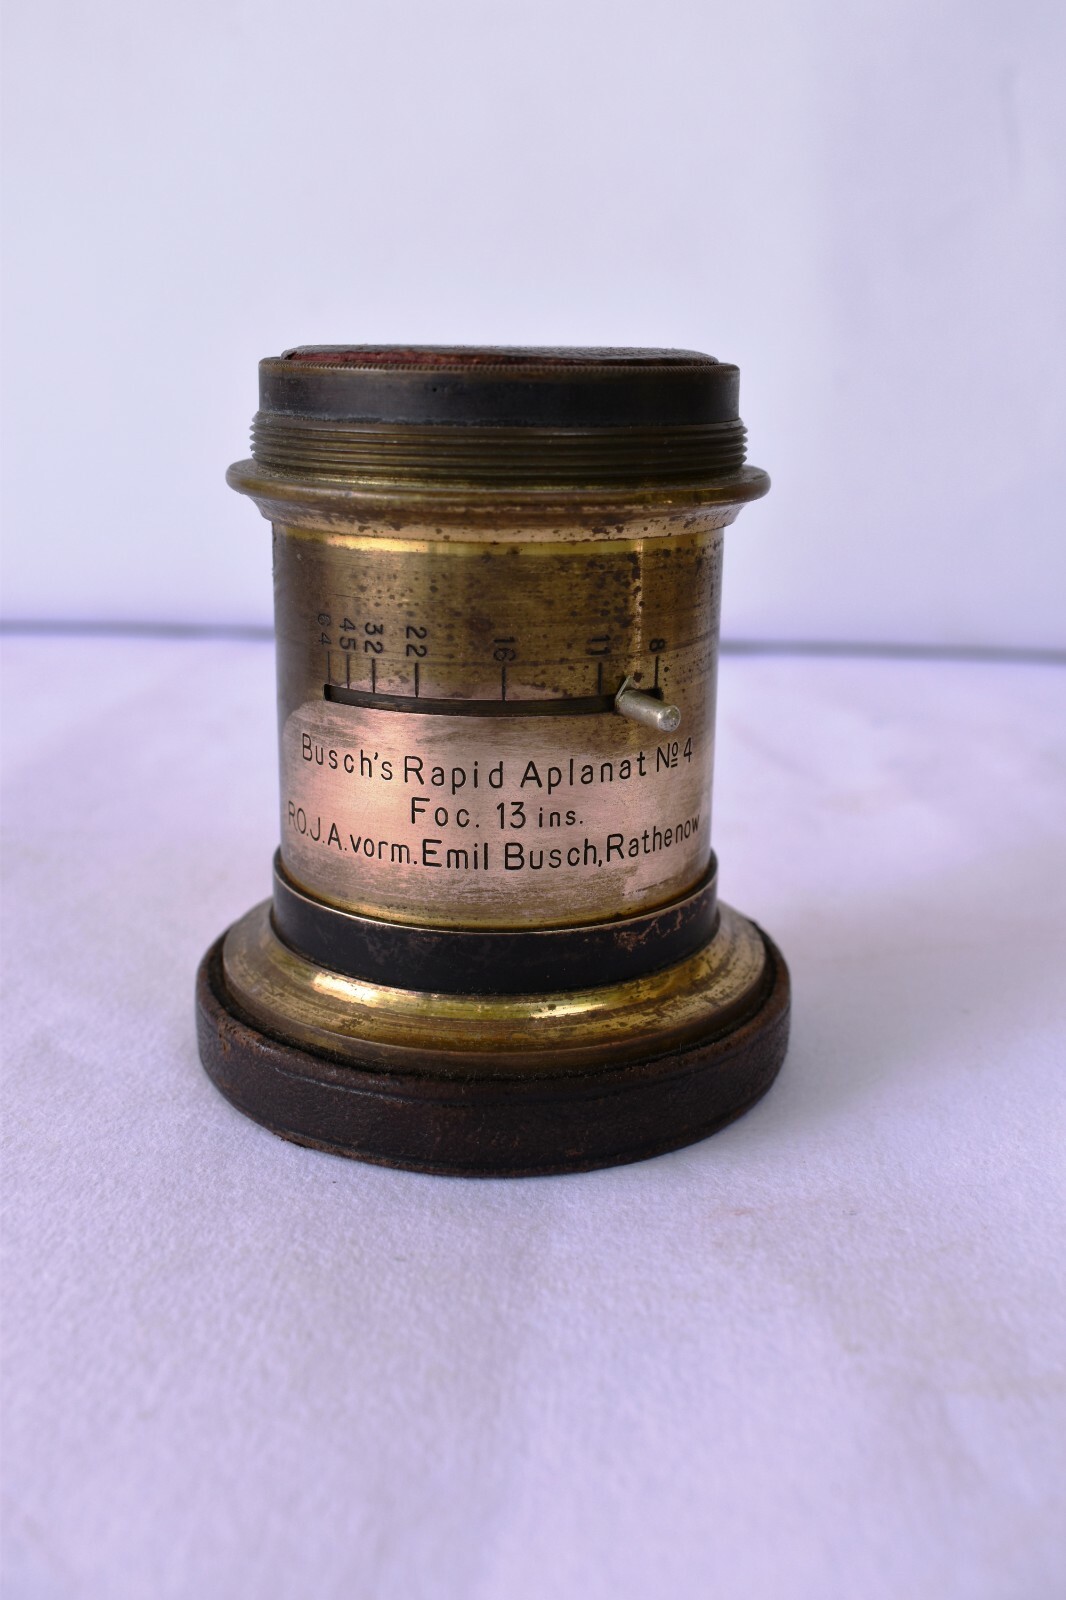 64 45 32 22 16 11 8
Busch's Rapid Aplanat No 4
Foc. 13 ins.
R.O.J.A. vorm. Emil Busch, Rathenow